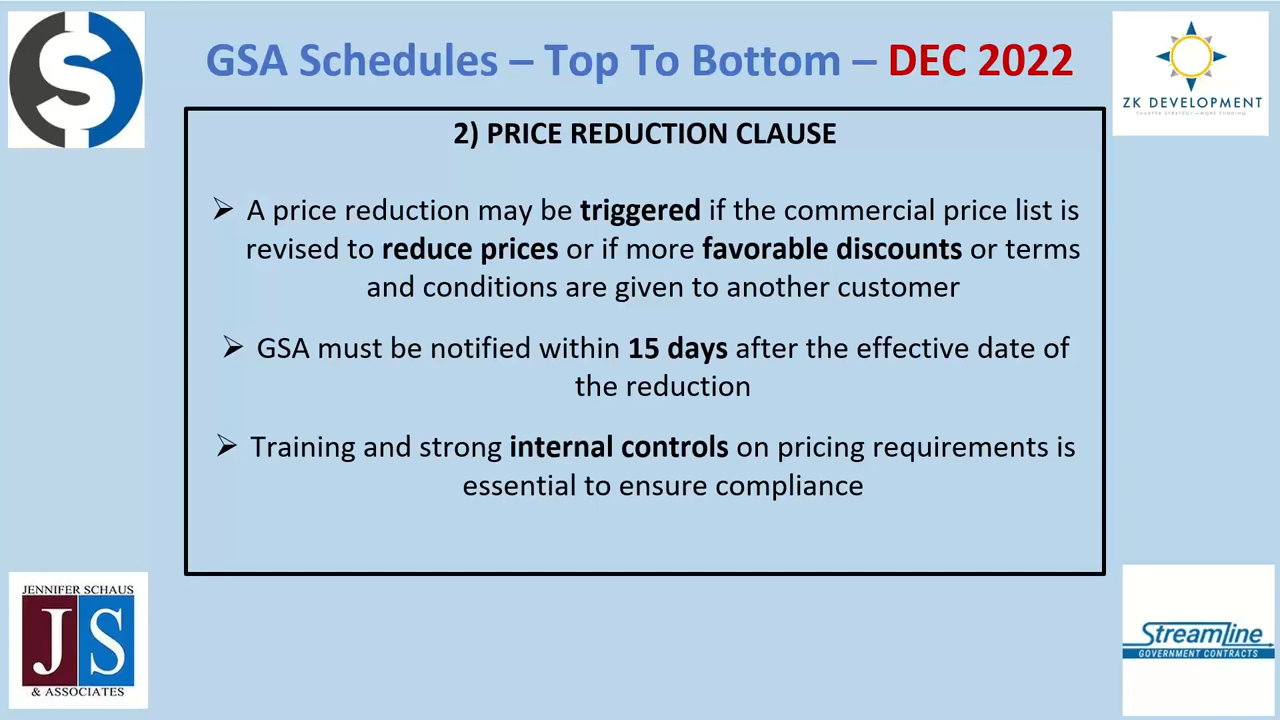 GSA Schedules – Top To Bottom – DEC 2022
ZK DEVELOPMENT
2) PRICE REDUCTION CLAUSE
➢ A price reduction may be triggered if the commercial price list is
revised to reduce prices or if more favorable discounts or terms
and conditions are given to another customer
➢ GSA must be notified within 15 days after the effective date of
the reduction
➢ Training and strong internal controls on pricing requirements is
essential to ensure compliance
JENNIFER SCHAUS
JS
& ASSOCIATES
Streamline
GOVERNMENT CONTRACTS